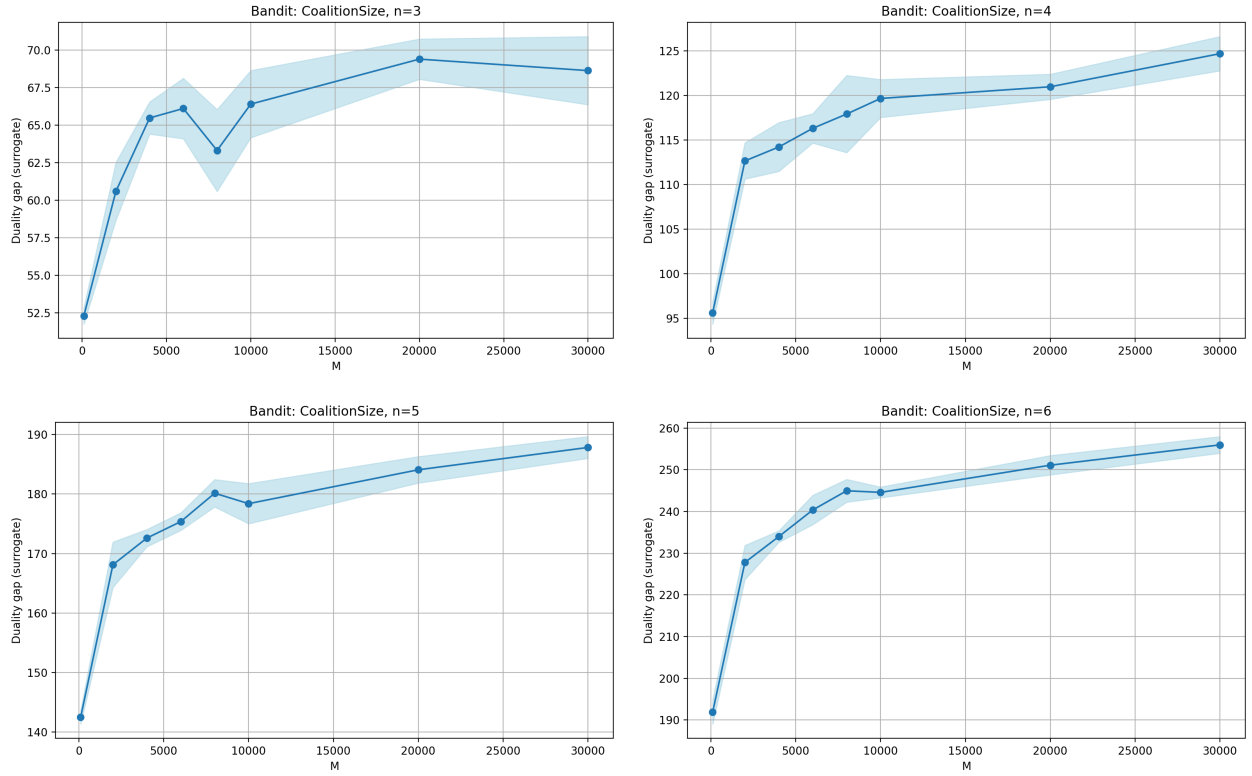 Bandit: CoalitionSize, n=3
Duality gap (surrogate)
70.0
67.5
65.0
62.5
60.0
57.5
55.0
52.5
0 5000 10000 15000 20000 25000 30000
M
Bandit: CoalitionSize, n=4
Duality gap (surrogate)
125
120
115
110
105
100
95
0 5000 10000 15000 20000 25000 30000
M
Bandit: CoalitionSize, n=5
Duality gap (surrogate)
190
180
170
160
150
140
0 5000 10000 15000 20000 25000 30000
M
Bandit: CoalitionSize, n=6
Duality gap (surrogate)
260
250
240
230
220
210
200
190
0 5000 10000 15000 20000 25000 30000
M